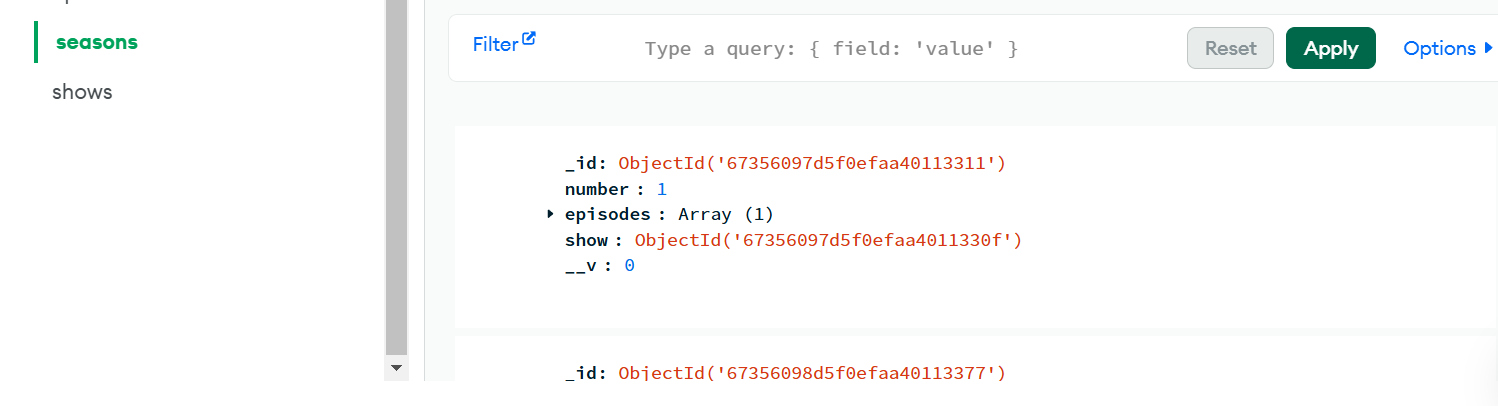 seasons
shows
Filter
Type a query: { field: 'value' }
Reset
Apply
Options
_id: ObjectId('67356097d5f0efaa40113311')
number : 1
episodes : Array (1)
show : ObjectId('67356097d5f0efaa4011330f')
__v : 0
_id: ObjectId('67356098d5f0efaa40113377')